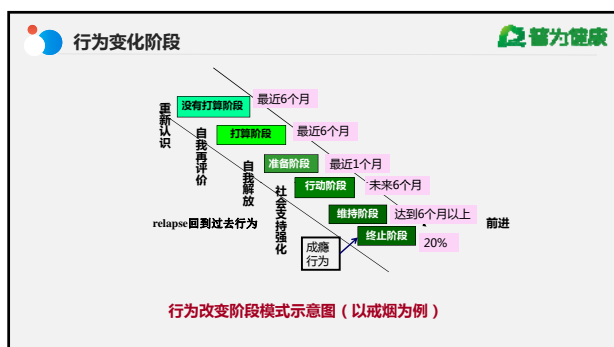 行为变化阶段
誉为健康
没有打算阶段
最近6个月
重新认识
打算阶段
最近6个月
自我再评价
准备阶段
最近1个月
自我解放
行动阶段
未来6个月
社会支持强化
维持阶段
达到6个月以上
relapse回到过去行为
前进
终止阶段
20%
成瘾
行为
行为改变阶段模式示意图（以戒烟为例）